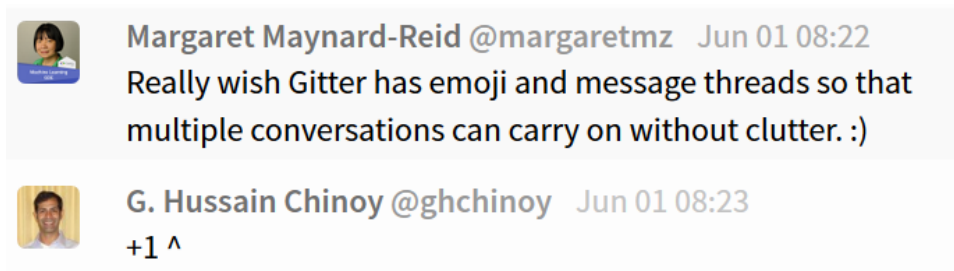 Margaret Maynard-Reid @margaretmz Jun 01 08:22
Really wish Gitter has emoji and message threads so that
multiple conversations can carry on without clutter. :)
G. Hussain Chinoy @ghchinoy Jun 01 08:23
+1 ^